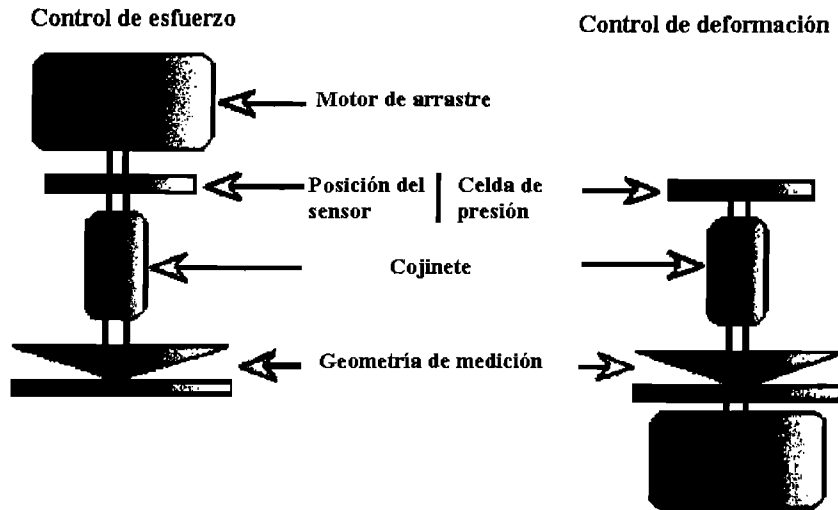 Control de esfuerzo
Control de deformación
Motor de arrastre
Posición del
sensor
Celda de
presión
Cojinete
Geometría de medición